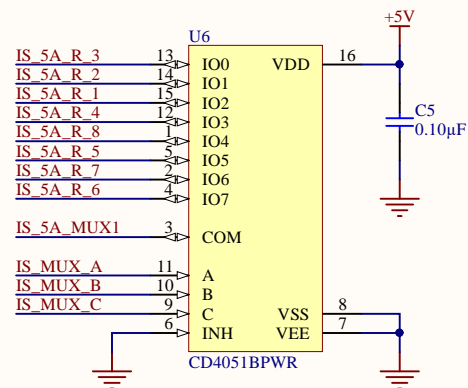 +5V
U6
IS_5A_R_3 13 IO0 VDD 16
IS_5A_R_2 14 IO1
IS_5A_R_1 15 IO2
IS_5A_R_4 12 IO3
IS_5A_R_8 1 IO4
IS_5A_R_5 5 IO5
IS_5A_R_7 2 IO6
IS_5A_R_6 4 IO7
C5
0.10µF
IS_5A_MUX1 3 COM
IS_MUX_A 11 A
IS_MUX_B 10 B
IS_MUX_C 9 C VSS 8
6 INH VEE 7
CD4051BPWR